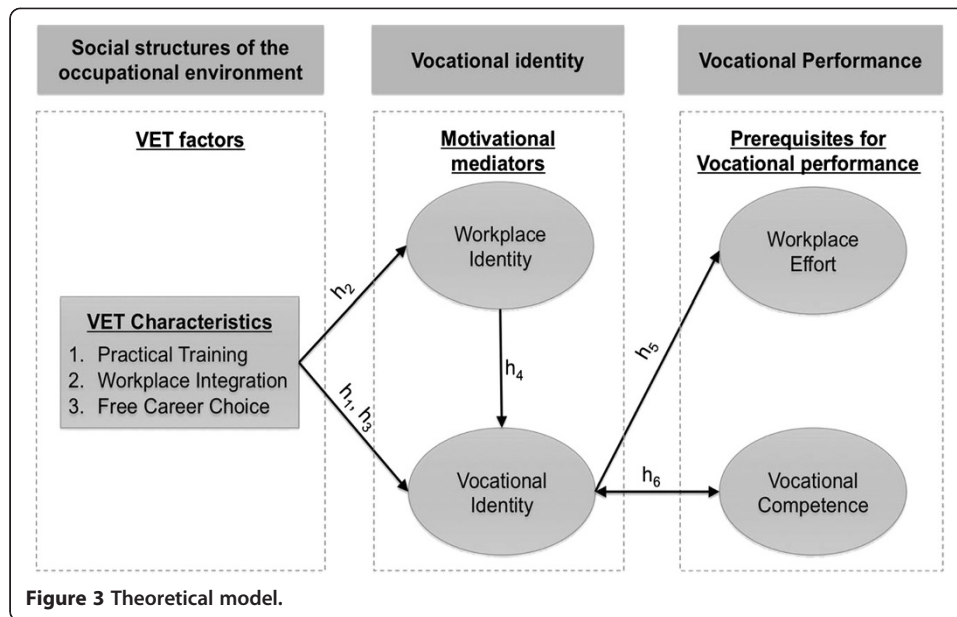 Social structures of the
occupational environment
Vocational identity
Vocational Performance
VET factors
Motivational
mediators
Prerequisites for
Vocational performance
Workplace
Identity
Workplace
Effort
h2
VET Characteristics
1. Practical Training
2. Workplace Integration
3. Free Career Choice
h4
h5
h1, h3
Vocational
Identity
h6
Vocational
Competence
Figure 3 Theoretical model.